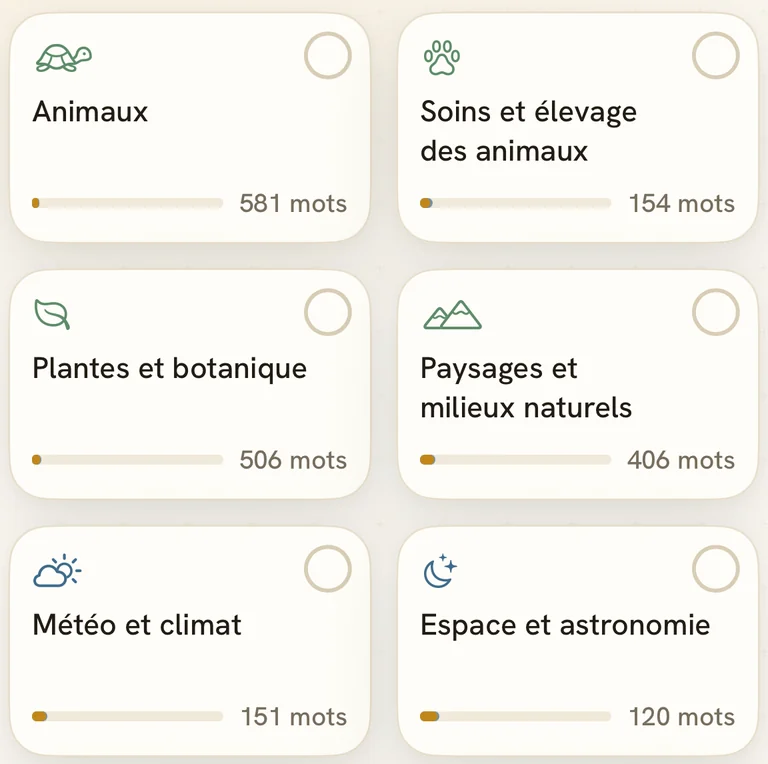 Animaux
581 mots
Soins et élevage
des animaux
154 mots
Plantes et botanique
506 mots
Paysages et
milieux naturels
406 mots
Météo et climat
151 mots
Espace et astronomie
120 mots